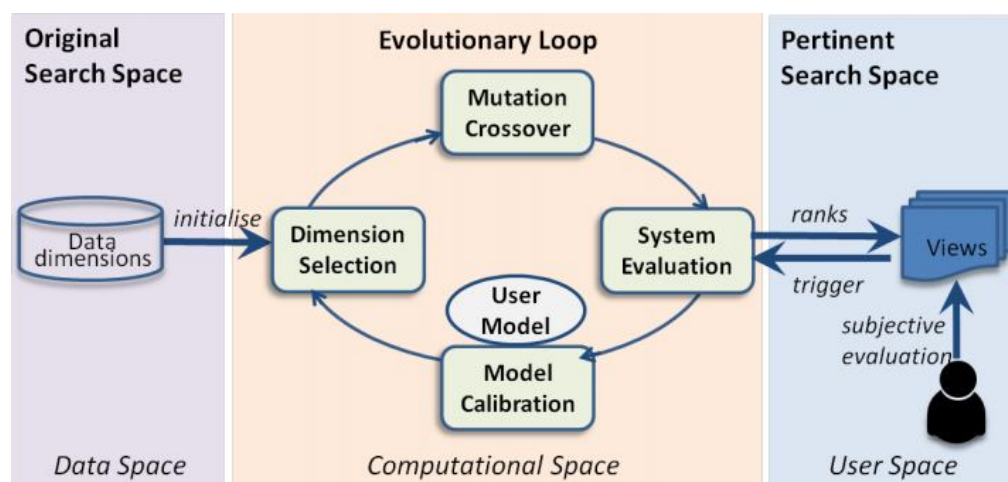 Original
Search Space
Evolutionary Loop
Pertinent
Search Space
Mutation
Crossover
initialise
Data
dimensions
Dimension
Selection
System
Evaluation
ranks
trigger
Views
User
Model
Model
Calibration
subjective
evaluation
Data Space
Computational Space
User Space